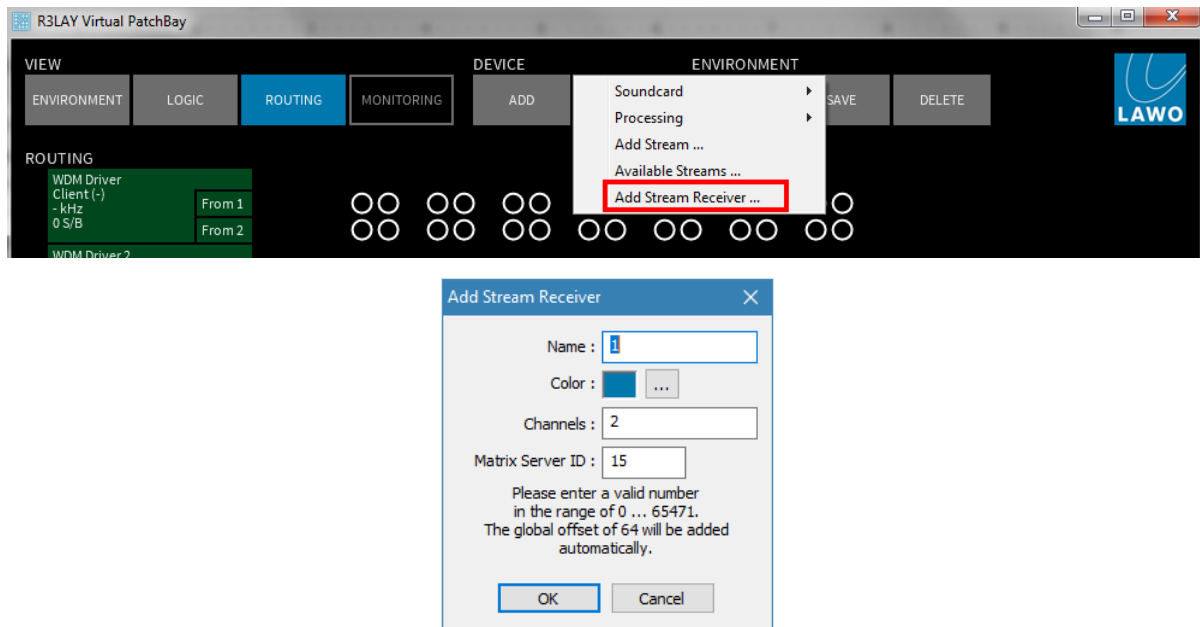 R3LAY Virtual PatchBay
VIEW
DEVICE
ENVIRONMENT
ENVIRONMENT
LOGIC
ROUTING
MONITORING
ADD
SAVE
DELETE
LAWO
Soundcard
Processing
Add Stream ...
Available Streams ...
Add Stream Receiver ...
ROUTING
WDM Driver
Client (-)
- kHz
0 S/B
From 1
From 2
WDM Driver 2
Add Stream Receiver
Name : 1
Color : ...
Channels : 2
Matrix Server ID : 15
Please enter a valid number
in the range of 0 ... 65471.
The global offset of 64 will be added
automatically.
OK
Cancel